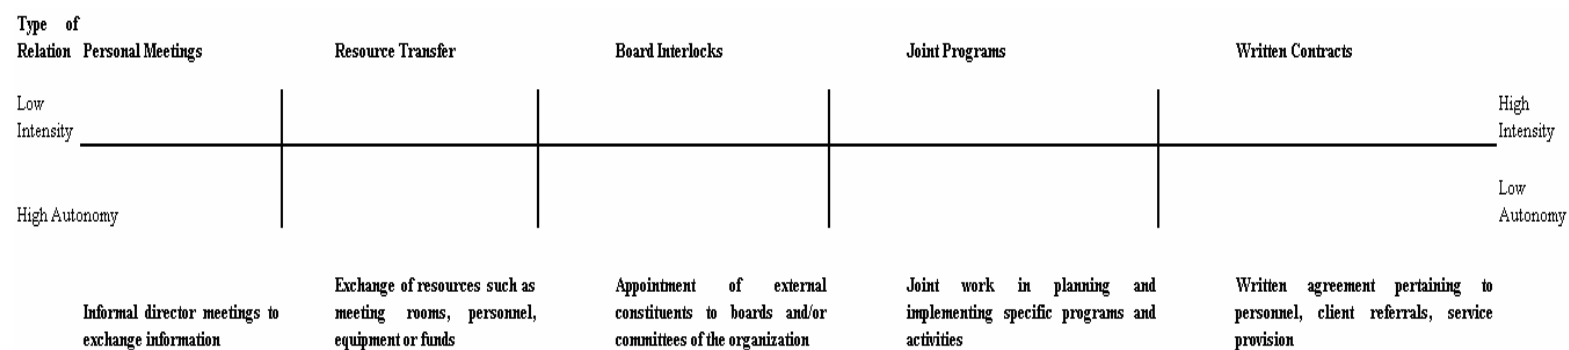 Type of
Relation Personal Meetings Resource Transfer Board Interlocks Joint Programs Written Contracts
Low
Intensity
High
Intensity
High Autonomy
Low
Autonomy
Informal director meetings to
exchange information
Exchange of resources such as
meeting rooms, personnel,
equipment or funds
Appointment of external
constituents to boards and/or
committees of the organization
Joint work in planning and
implementing specific programs and
activities
Written agreement pertaining to
personnel, client referrals, service
provision